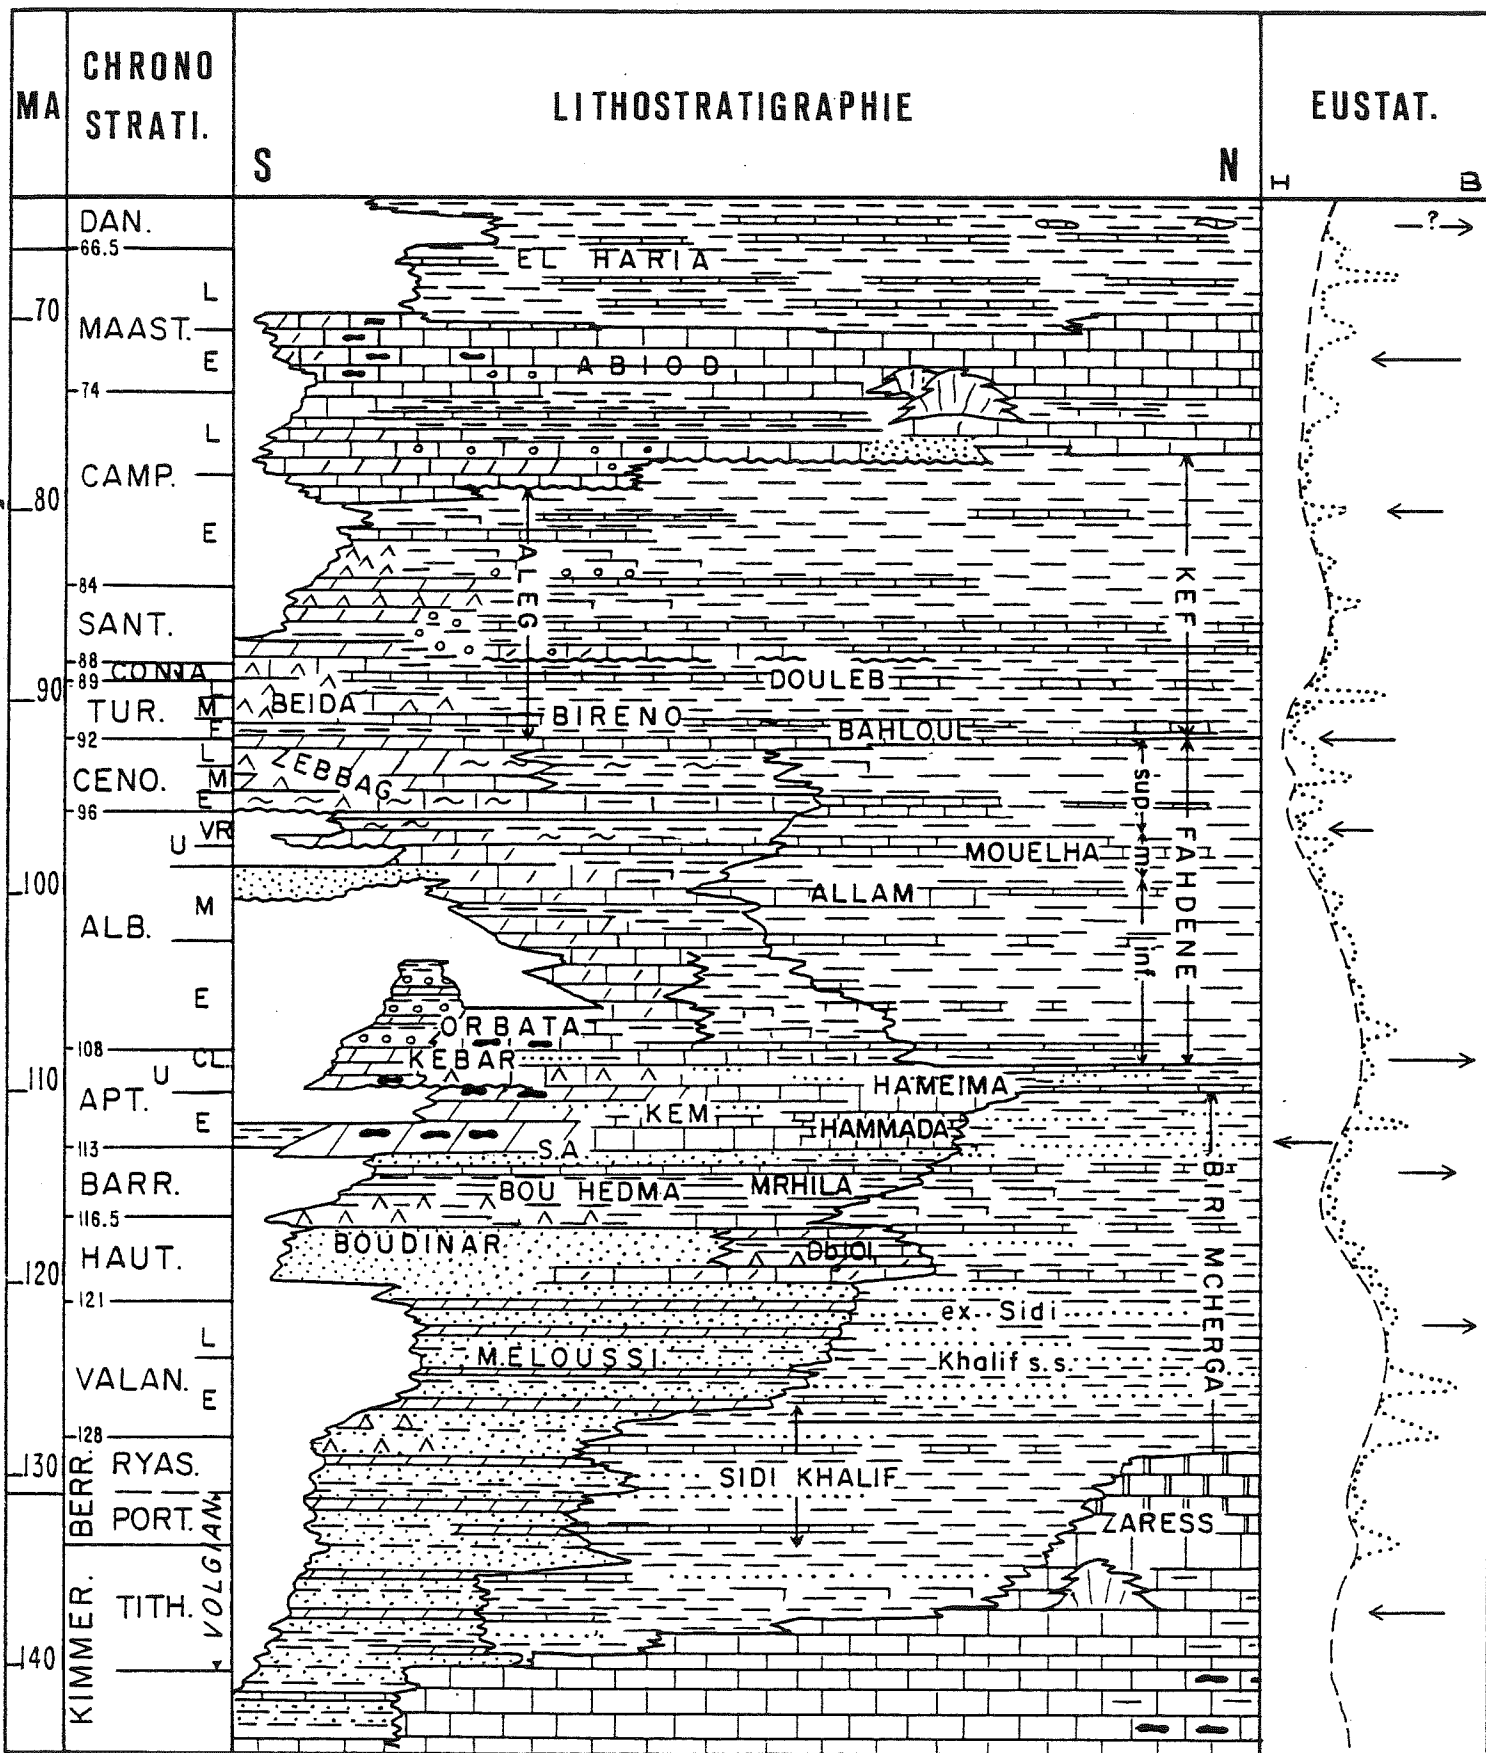 MA
CHRONO
STRATI.
LITHOSTRATIGRAPHIE
EUSTAT.
S
N
H
B
DAN.
?
66.5
EL HARIA
L
70
MAAST.
E
ABIOD
74
L
CAMP.
80
E
ALEG
KEF
84
SANT.
88
CONIA
89
DOULEB
90
L
TUR.
M
BEIDA
BIRENO
E
BAHLOUL
92
L
ZEBBAG
CENO.
M
sup
E
96
VR
FAHDENE
U
MOUELHA
m
100
ALLAM
M
ALB.
inf.
E
ORBATA
108
CL.
KEBAR
U
110
HAMEIMA
APT.
KEM
E
HAMMADA
113
S.A
BIR MCHERGA
BARR.
BOU HEDMA
MRHILA
116.5
BOUDINAR
HAUT.
120
121
ex. Sidi
L
MELOUSSI
Khalif s.s.
VALAN.
E
128
BERR.
RYAS.
130
SIDI KHALIF
PORT.
ZARESS
VOLGIAN
KIMMER.
TITH.
140